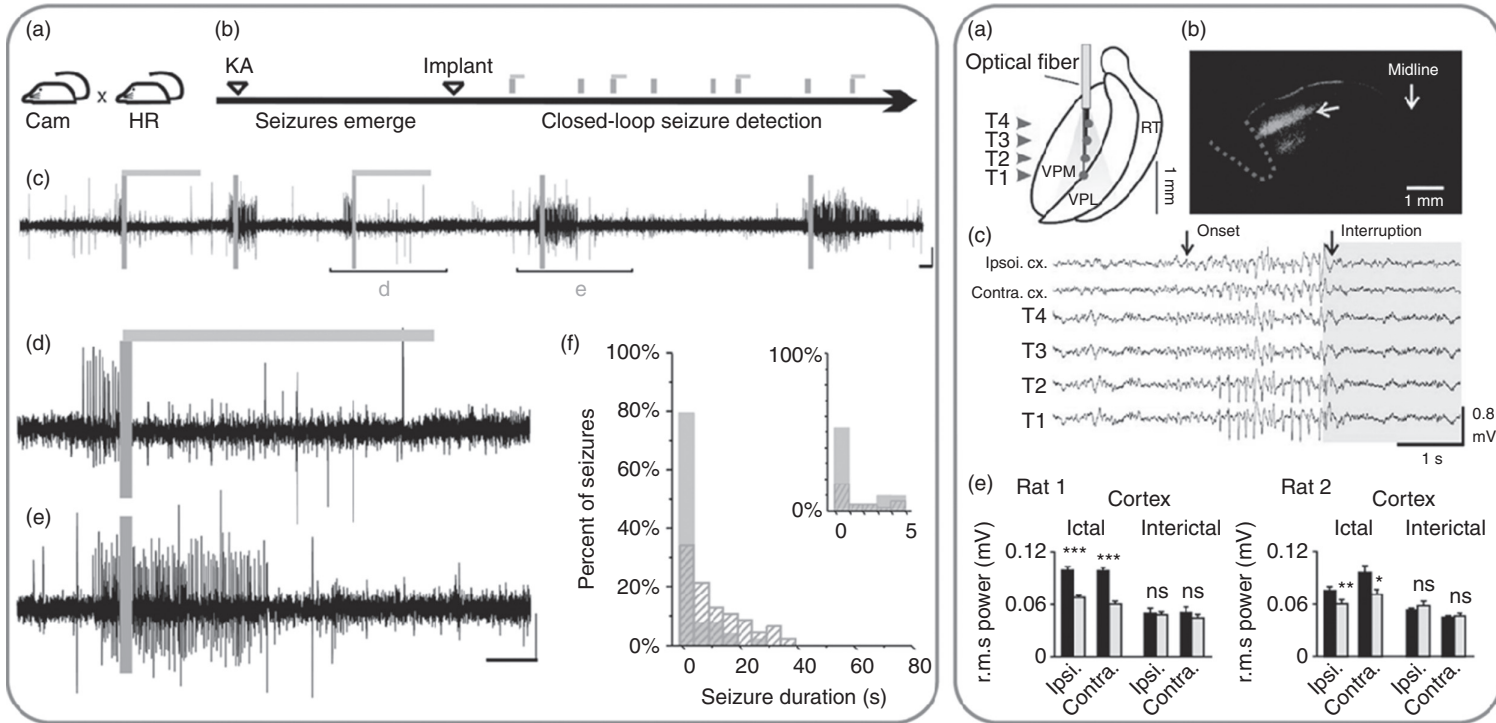 (a)
(b)
KA
Implant
Cam x HR
Seizures emerge
Closed-loop seizure detection
(c)
d
e
(d)
(e)
(f)
Percent of seizures
100%
80%
60%
40%
20%
0%
0 20 40 60 80
Seizure duration (s)
100%
0%
0 5
(a)
Optical fiber
T4
T3
T2
T1
RT
VPM
VPL
1 mm
(b)
Midline
1 mm
(c)
Onset
Interruption
Ipsoi. cx.
Contra. cx.
T4
T3
T2
T1
0.8
mV
1 s
(e)
Rat 1
Cortex
Ictal
Interictal
r.m.s power (mV)
0.12
0.06
0
*** *** ns ns
Ipsi. Contra. Ipsi. Contra.
Rat 2
Cortex
Ictal
Interictal
r.m.s power (mV)
0.12
0.06
0
** * ns ns
Ipsi. Contra. Ipsi. Contra.